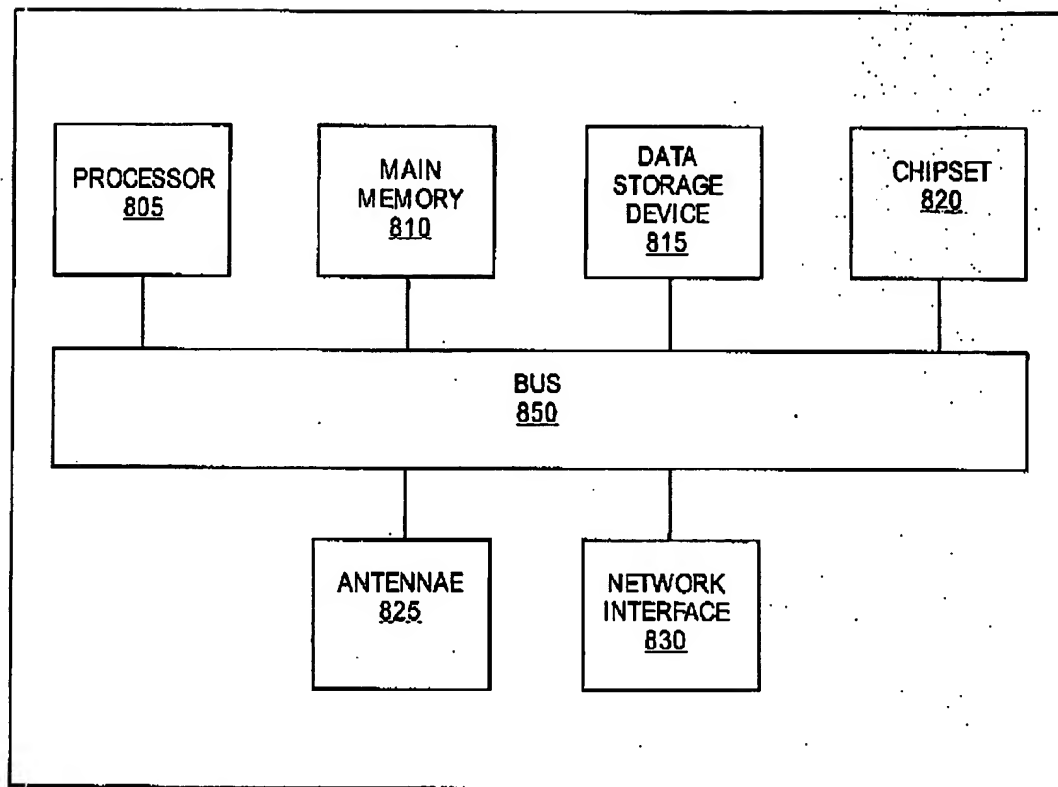 PROCESSOR
805
MAIN
MEMORY
810
DATA
STORAGE
DEVICE
815
CHIPSET
820
BUS
850
ANTENNAE
825
NETWORK
INTERFACE
830